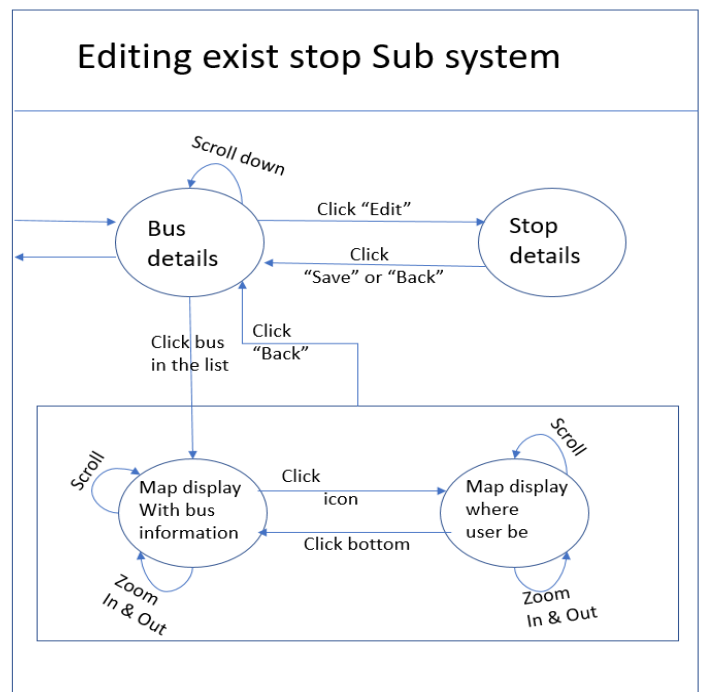 Editing exist stop Sub system
Scroll down
Bus
details
Click “Edit”
Stop
details
Click
“Save” or “Back”
Click bus
in the list
Click
“Back”
Scroll
Map display
With bus
information
Zoom
In & Out
Click
icon
Click bottom
Scroll
Map display
where
user be
Zoom
In & Out